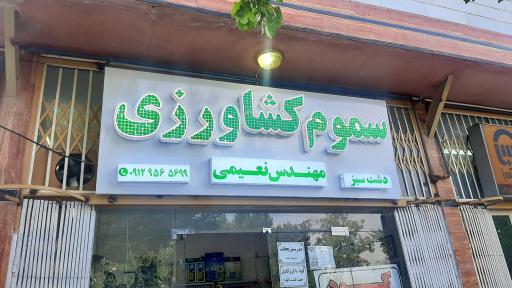 سموم کشاورزی
دشت سبز
مهندس نعیمی
۰۹۱۲ ۹۵۶ ۵۶۹۹